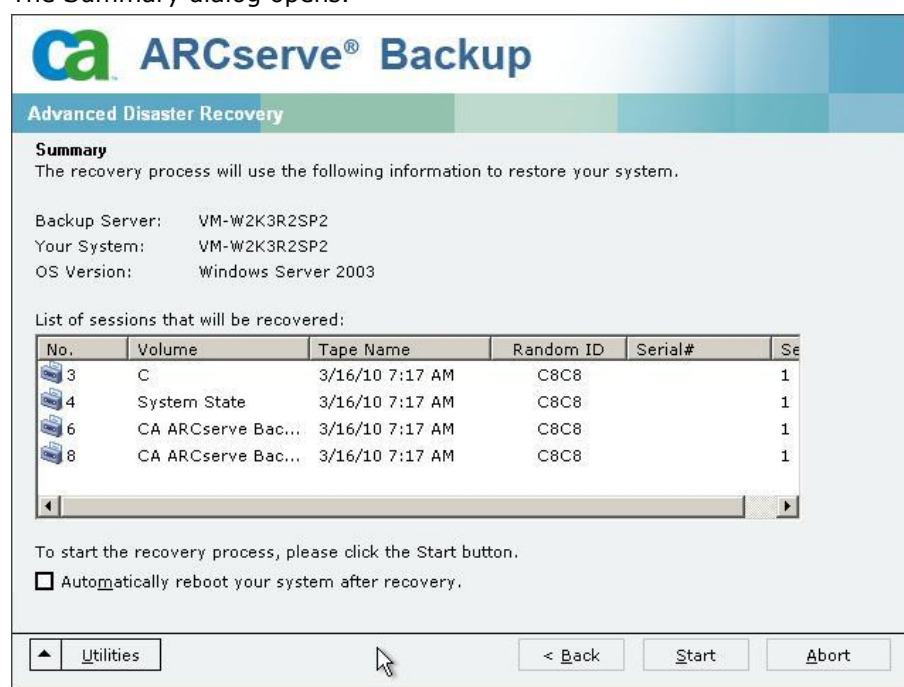 The Summary dialog opens.
ca ARCserve® Backup
Advanced Disaster Recovery
Summary
The recovery process will use the following information to restore your system.
Backup Server: VM-W2K3R2SP2
Your System: VM-W2K3R2SP2
OS Version: Windows Server 2003
List of sessions that will be recovered:
No. Volume Tape Name Random ID Serial# Se
3 C 3/16/10 7:17 AM C8C8 1
4 System State 3/16/10 7:17 AM C8C8 1
6 CA ARCserve Bac... 3/16/10 7:17 AM C8C8 1
8 CA ARCserve Bac... 3/16/10 7:17 AM C8C8 1
To start the recovery process, please click the Start button.
Automatically reboot your system after recovery.
Utilities < Back Start Abort